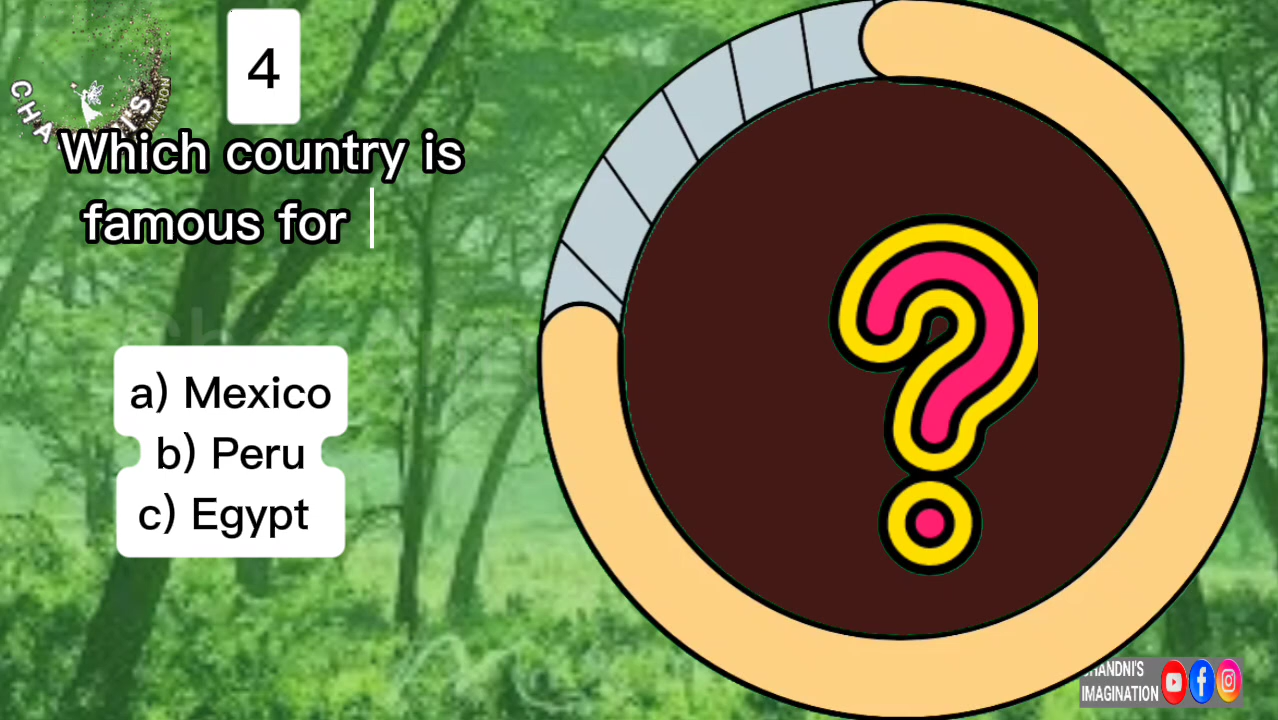 4
Which country is
famous for
a) Mexico
b) Peru
c) Egypt
CHANDNI'S
IMAGINATION